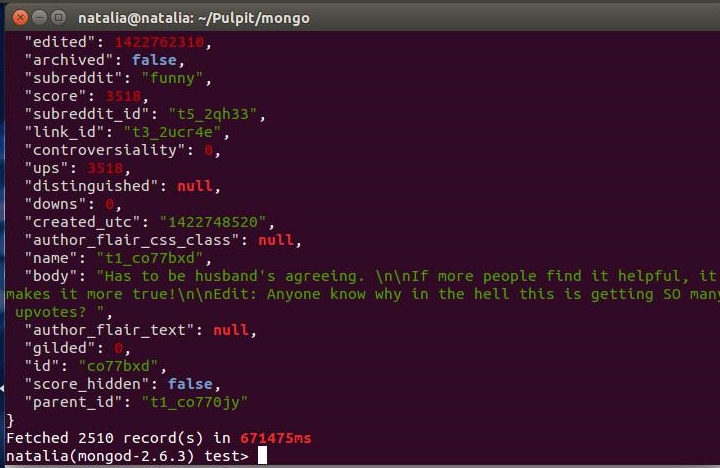 natalia@natalia: ~/Pulpit/mongo
"edited": 1422762310,
"archived": false,
"subreddit": "funny",
"score": 3518,
"subreddit_id": "t5_2qh33",
"link_id": "t3_2ucr4e",
"controversiality": 0,
"ups": 3518,
"distinguished": null,
"downs": 0,
"created_utc": "1422748520",
"author_flair_css_class": null,
"name": "t1_co77bxd",
"body": "Has to be husband's agreeing. \n\nIf more people find it helpful, it
makes it more true!\n\nEdit: Anyone know why in the hell this is getting SO many
upvotes? ",
"author_flair_text": null,
"gilded": 0,
"id": "co77bxd",
"score_hidden": false,
"parent_id": "t1_co770jy"
}
Fetched 2510 record(s) in 671475ms
natalia(mongod-2.6.3) test>